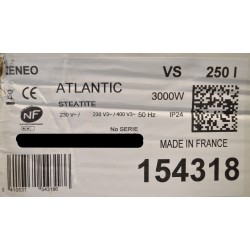 ZENEO
VS 250 l
ATLANTIC
STEATITE
3000W
230 V~/ 230 V3~/ 400 V3~ 50 Hz IP24
NF
No SERIE
MADE IN FRANCE
154318